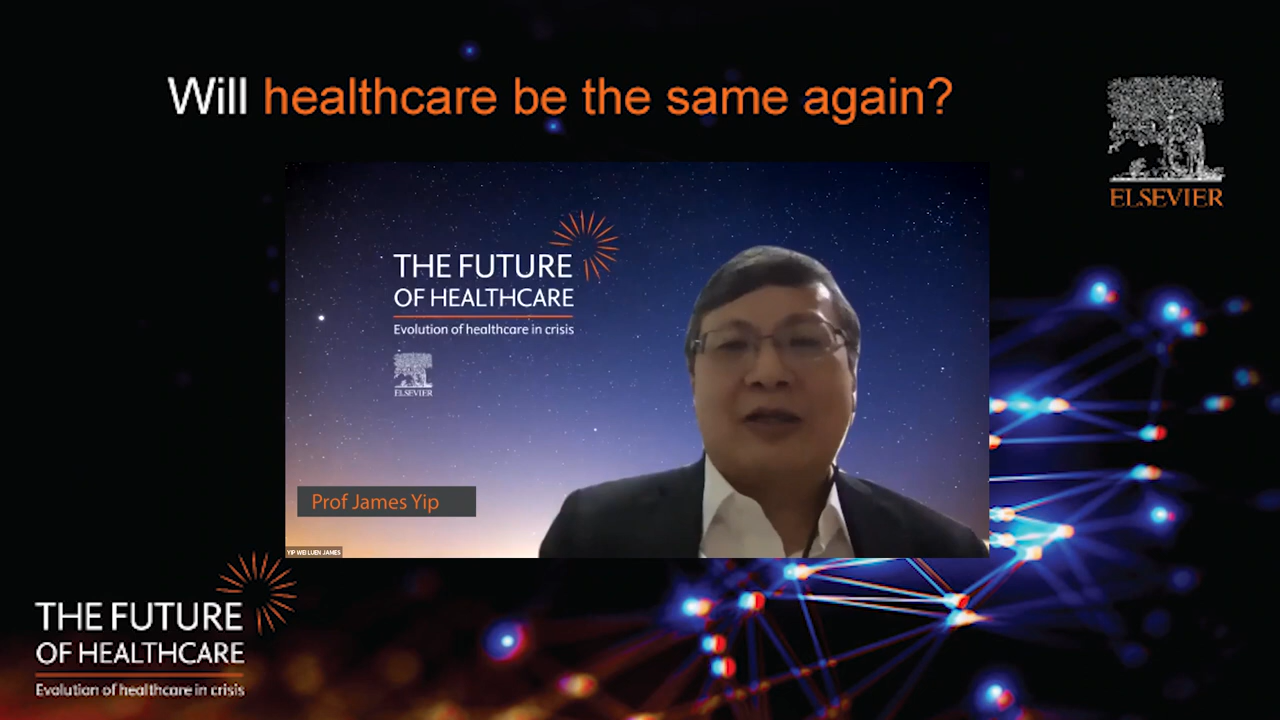 Will healthcare be the same again?
ELSEVIER
THE FUTURE
OF HEALTHCARE
Evolution of healthcare in crisis
ELSEVIER
Prof James Yip
YIP WEI LUEN JAMES
THE FUTURE
OF HEALTHCARE
Evolution of healthcare in crisis